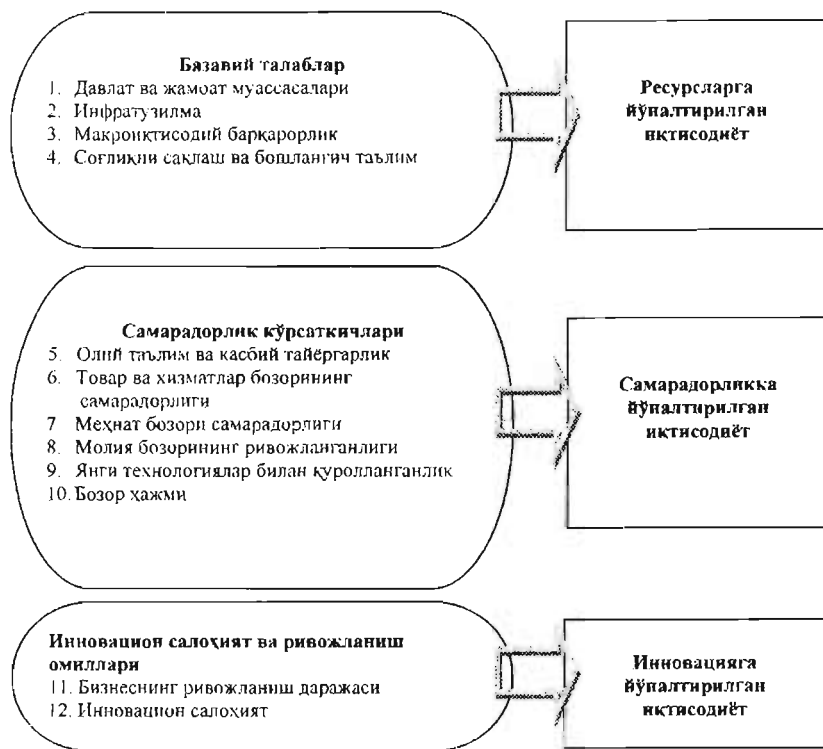 Базавий талаблар
1. Давлат ва жамоат муассасалари
2. Инфратузилма
3. Макроиқтисодий барқарорлик
4. Соғлиқни сақлаш ва бошланғич таълим
Ресурсларга
йўналтирилган
иқтисодиёт
Самарадорлик кўрсаткичлари
5. Олий таълим ва касбий тайёргарлик
6. Товар ва хизматлар бозорининг
самарадорлиги
7 Меҳнат бозори самарадорлиги
8. Молия бозорининг ривожланганлиги
9. Янги технологиялар билан қуролланганлик
10. Бозор ҳажми
Самарадорликка
йўналтирилган
иқтисодиёт
Инновацион салоҳият ва ривожланиш
омиллари
11. Бизнеснинг ривожланиш даражаси
12. Инновацион салоҳият
Инновацияга
йўналтирилган
иқтисодиёт